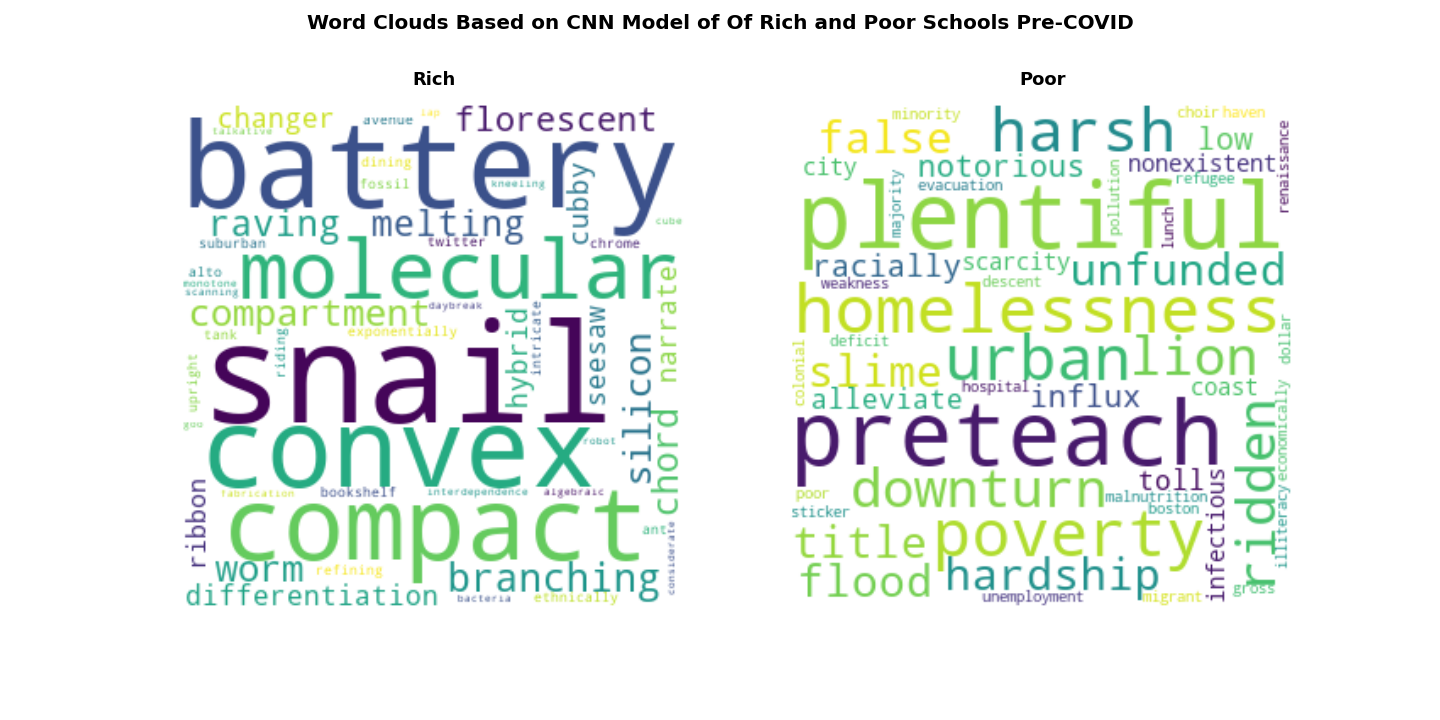 Word Clouds Based on CNN Model of Of Rich and Poor Schools Pre-COVID
Rich
changer
avenue
iap
florescent
talkative
battery
dining
fossil
kneeling
cubby
raving
melting
cube
suburban
twitter
chrome
molecular
alto
monotone
scanning
compartment
daybreak
narrate
tank
riding
exponentially
hybrid
intricate
seesaw
silicon
snail
upright
goo
convex
robot
chord
ribbon
fabrication
bookshelf
interdependence
algebraic
compact
ant
considerate
worm
refining
branching
differentiation
bacteria
ethnically
Poor
minority
harsh
choir
haven
false
low
renaissance
city
notorious
nonexistent
evacuation
refugee
majority
pollution
plentiful
lunch
racially
scarcity
unfunded
weakness
descent
homelessness
dollar
colonial
deficit
urban
lion
slime
hospital
coast
alleviate
influx
preteach
ridden
economically
downturn
tolls
poor
malnutrition
sticker
boston
infectious
illiteracy
title
poverty
flood
hardship
gross
unemployment
migrant